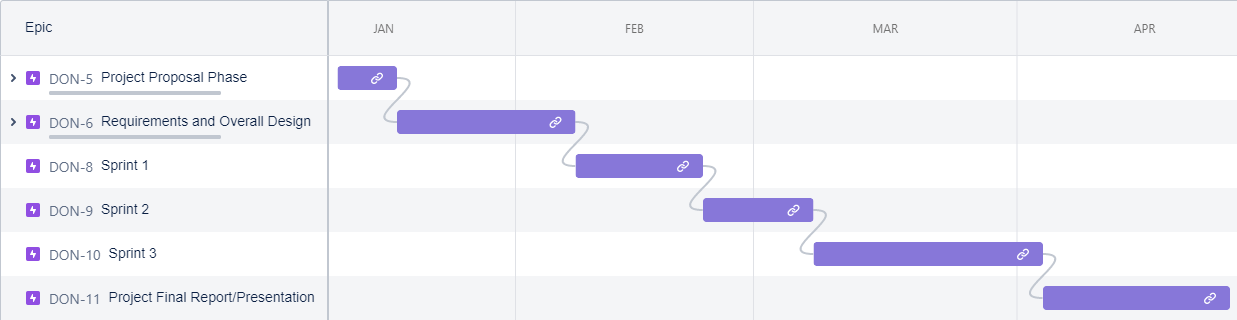 Epic JAN FEB MAR APR
DON-5 Project Proposal Phase
DON-6 Requirements and Overall Design
DON-8 Sprint 1
DON-9 Sprint 2
DON-10 Sprint 3
DON-11 Project Final Report/Presentation